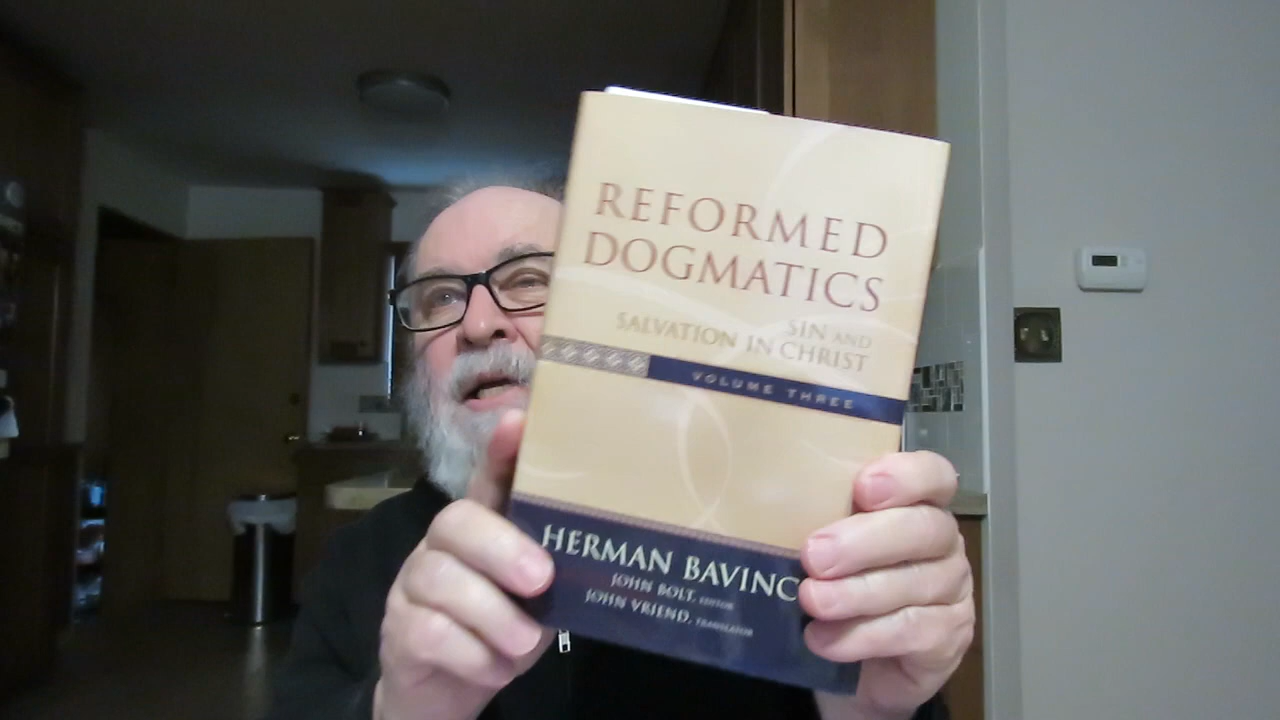 REFORMED
DOGMATICS
SIN AND
SALVATION IN CHRIST
VOLUME THREE
HERMAN BAVINC
JOHN BOLT, EDITOR
JOHN VRIEND, TRANSLATOR